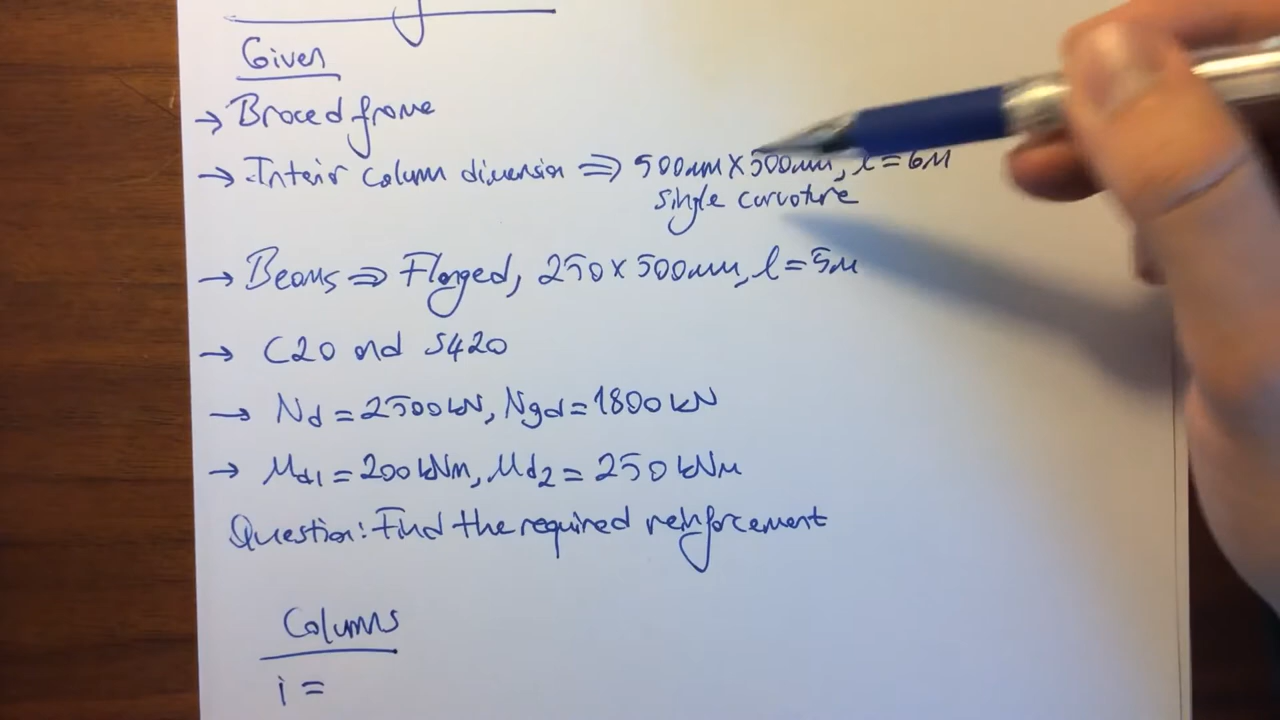 Given
→ Braced frame
→ Interior column dimension ⇒ 500mm X 500mm, l = 6m
single curvature
→ Beams ⇒ Flanged, 250 x 500mm, l = 5m
→ C20 and S420
→ Nd = 2500 kN, Ngd = 1800 kN
→ Md1 = 200 kNm, Md2 = 250 kNm
Question: Find the required reinforcement
Columns
i =